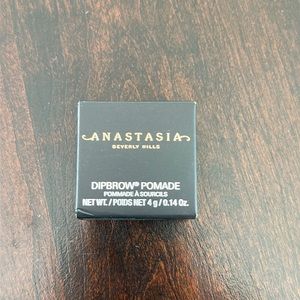 ANASTASIA
BEVERLY HILLS
DIPBROW® POMADE
POMMADE À SOURCILS
NET WT. / POIDS NET 4 g / 0.14 Oz.